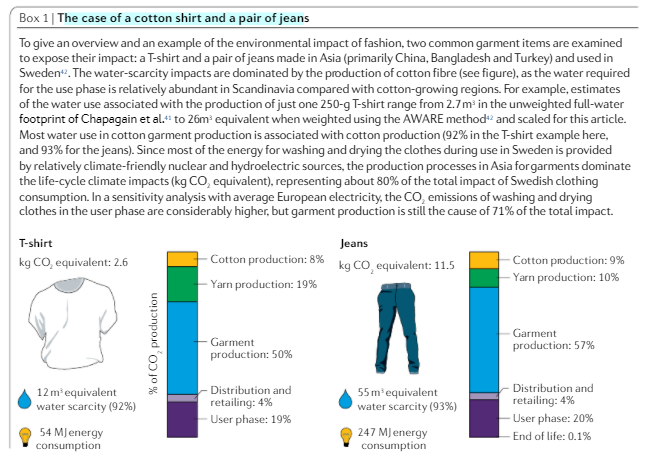 Box 1 | The case of a cotton shirt and a pair of jeans
To give an overview and an example of the environmental impact of fashion, two common garment items are examined
to expose their impact: a T-shirt and a pair of jeans made in Asia (primarily China, Bangladesh and Turkey) and used in
Sweden⁴². The water-scarcity impacts are dominated by the production of cotton fibre (see figure), as the water required
for the use phase is relatively abundant in Scandinavia compared with cotton-growing regions. For example, estimates
of the water use associated with the production of just one 250-g T-shirt range from 2.7 m³ in the unweighted full-water
footprint of Chapagain et al.⁴¹ to 26m³ equivalent when weighted using the AWARE method⁴² and scaled for this article.
Most water use in cotton garment production is associated with cotton production (92% in the T-shirt example here,
and 93% for the jeans). Since most of the energy for washing and drying the clothes during use in Sweden is provided
by relatively climate-friendly nuclear and hydroelectric sources, the production processes in Asia for garments dominate
the life-cycle climate impacts (kg CO₂ equivalent), representing about 80% of the total impact of Swedish clothing
consumption. In a sensitivity analysis with average European electricity, the CO₂ emissions of washing and drying
clothes in the user phase are considerably higher, but garment production is still the cause of 71% of the total impact.
T-shirt
kg CO₂ equivalent: 2.6
12 m³ equivalent
water scarcity (92%)
54 MJ energy
consumption
% of CO₂ production
Cotton production: 8%
Yarn production: 19%
Garment
production: 50%
Distribution and
retailing: 4%
User phase: 19%
Jeans
kg CO₂ equivalent: 11.5
55 m³ equivalent
water scarcity (93%)
247 MJ energy
consumption
Cotton production: 9%
Yarn production: 10%
Garment
production: 57%
Distribution and
retailing: 4%
User phase: 20%
End of life: 0.1%